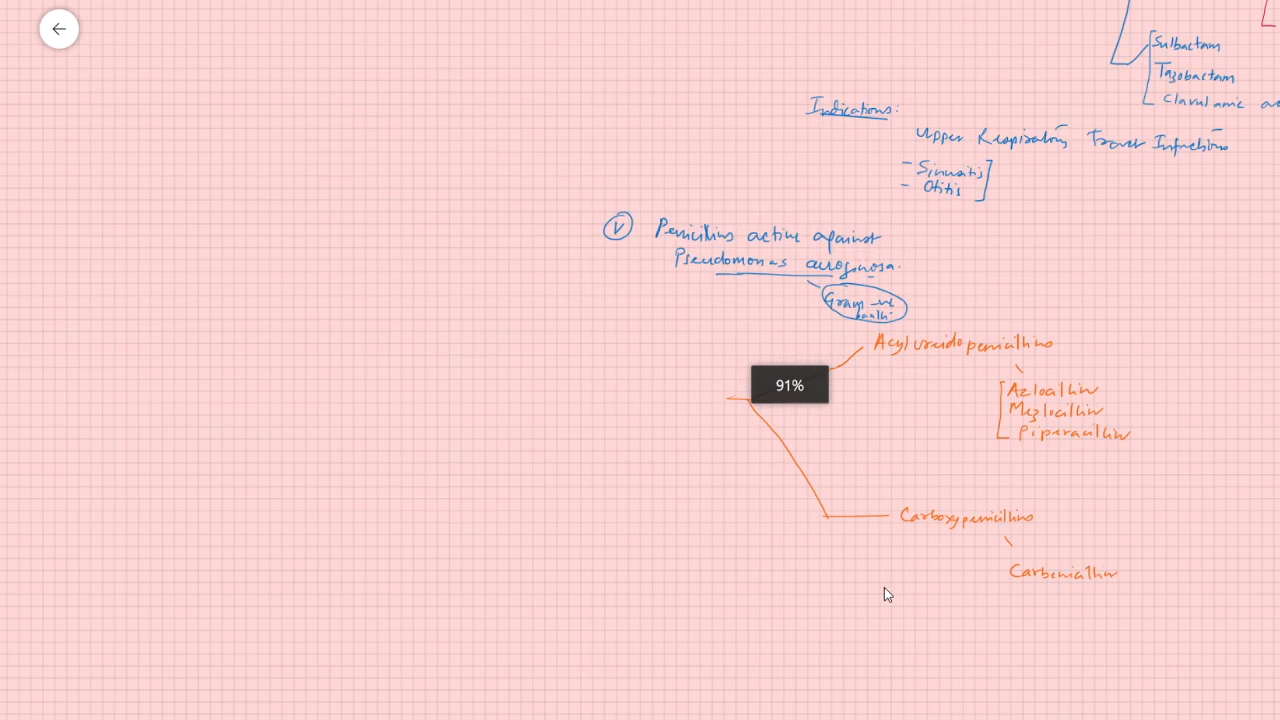 Sulbactam
Tazobactam
Clavulanic
Indications:
Upper Respiratory Tract Infections
- Sinusitis
- Otitis
V Penicillins active against
Pseudomonas aeruginosa.
Gram -ve
bacilli
Acylureidopenicillins
Azlocillin
Mezlocillin
Piperacillin
91%
Carboxypenicillins
Carbenicillin